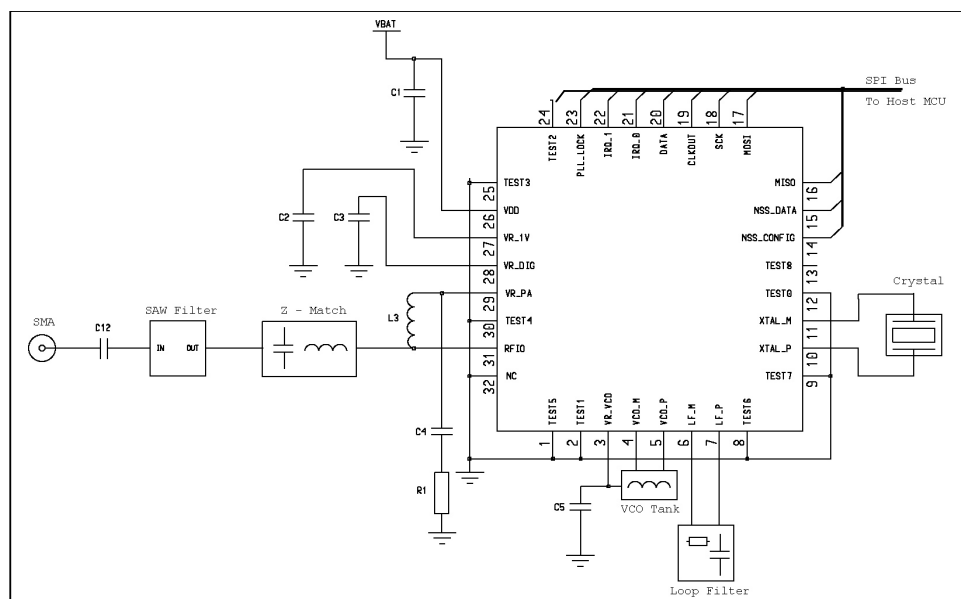 VBAT
C1
SPI Bus
To Host MCU
24 23 22 21 20 19 18 17
TEST2 PLL_LOCK IRQ_1 IRQ_0 DATA CLKOUT SCK MOSI
TEST3 25
VDD 26
VR_1V 27
VR_DIG 28
VR_PA 29
TEST4 30
RFIO 31
NC 32
MISO 16
NSS_DATA 15
NSS_CONFIG 14
TEST8 13
TEST0 12
XTAL_M 11
XTAL_P 10
TEST7 9
C2 C3
Crystal
SMA
C12
SAW Filter
IN OUT
Z - Match
L3
TEST5 TEST1 VR_VCO VCO_M VCO_P LF_M LF_P TEST6
1 2 3 4 5 6 7 8
C4
R1
C5
VCO Tank
Loop Filter